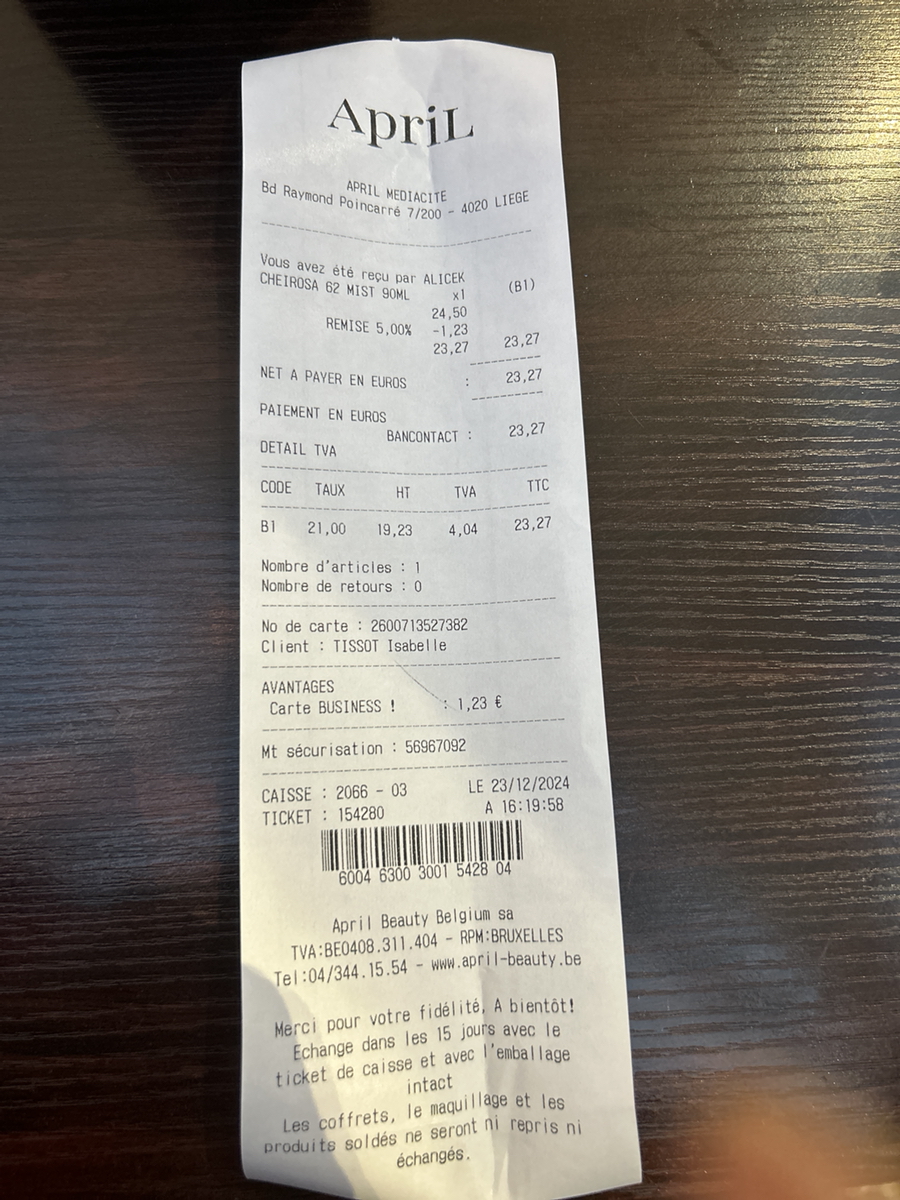 ApriL
APRIL MEDIACITE
Bd Raymond Poincarré 7/200 - 4020 LIEGE
Vous avez été reçu par ALICEK
CHEIROSA 62 MIST 90ML x1 (B1)
24,50
REMISE 5,00% -1,23
23,27 23,27
NET A PAYER EN EUROS : 23,27
PAIEMENT EN EUROS
BANCONTACT : 23,27
DETAIL TVA
CODE TAUX HT TVA TTC
B1 21,00 19,23 4,04 23,27
Nombre d'articles : 1
Nombre de retours : 0
No de carte : 2600713527382
Client : TISSOT Isabelle
AVANTAGES
Carte BUSINESS ! : 1,23 €
Mt sécurisation : 56967092
CAISSE : 2066 - 03 LE 23/12/2024
TICKET : 154280 A 16:19:58
6004 6300 3001 5428 04
April Beauty Belgium sa
TVA:BE0408.311.404 - RPM:BRUXELLES
Tel:04/344.15.54 - www.april-beauty.be
Merci pour votre fidélité, A bientôt!
Echange dans les 15 jours avec le
ticket de caisse et avec l'emballage
intact
Les coffrets, le maquillage et les
produits soldés ne seront ni repris ni
échangés.